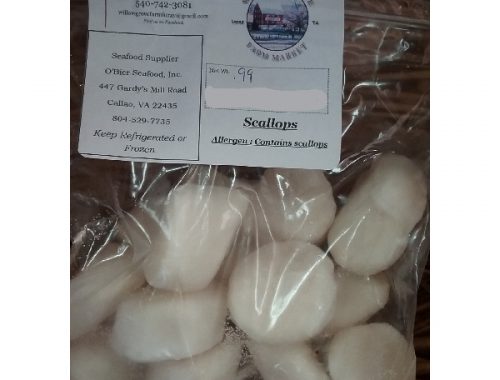 540-742-3081
Seafood Supplier
O'Bier Seafood, Inc.
447 Gardy's Mill Road
Callao, VA 22435
804-529-7735
Keep Refrigerated or
Frozen
FARM MARKET
Net Wt. .99
Scallops
Allergen : Contains scallops